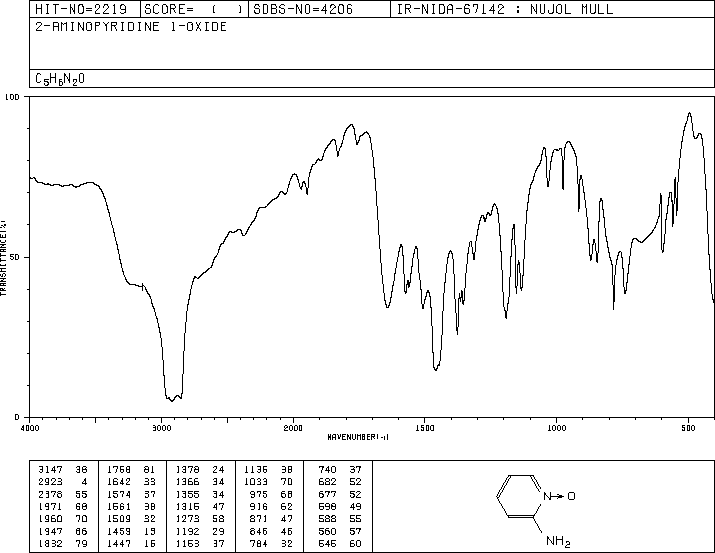 HIT-NO=2219 SCORE= ( ) SDBS-NO=4206 IR-NIDA-67142 : NUJOL MULL
2-AMINOPYRIDINE 1-OXIDE
C5H6N2O
100
TRANSMITTANCE(%)
50
0
4000 3000 2000 1500 1000 500
WAVENUMBER(-1)
3147 38 1758 81 1378 24 1135 38 740 37
2923 4 1642 33 1366 34 1033 70 682 52
2378 55 1574 37 1355 34 975 68 677 52
1971 68 1561 38 1315 47 916 62 598 49
1960 70 1509 32 1273 58 871 47 588 55
1947 66 1459 13 1192 29 846 46 560 57
1832 79 1447 15 1153 37 784 32 545 60
N→O
NH2